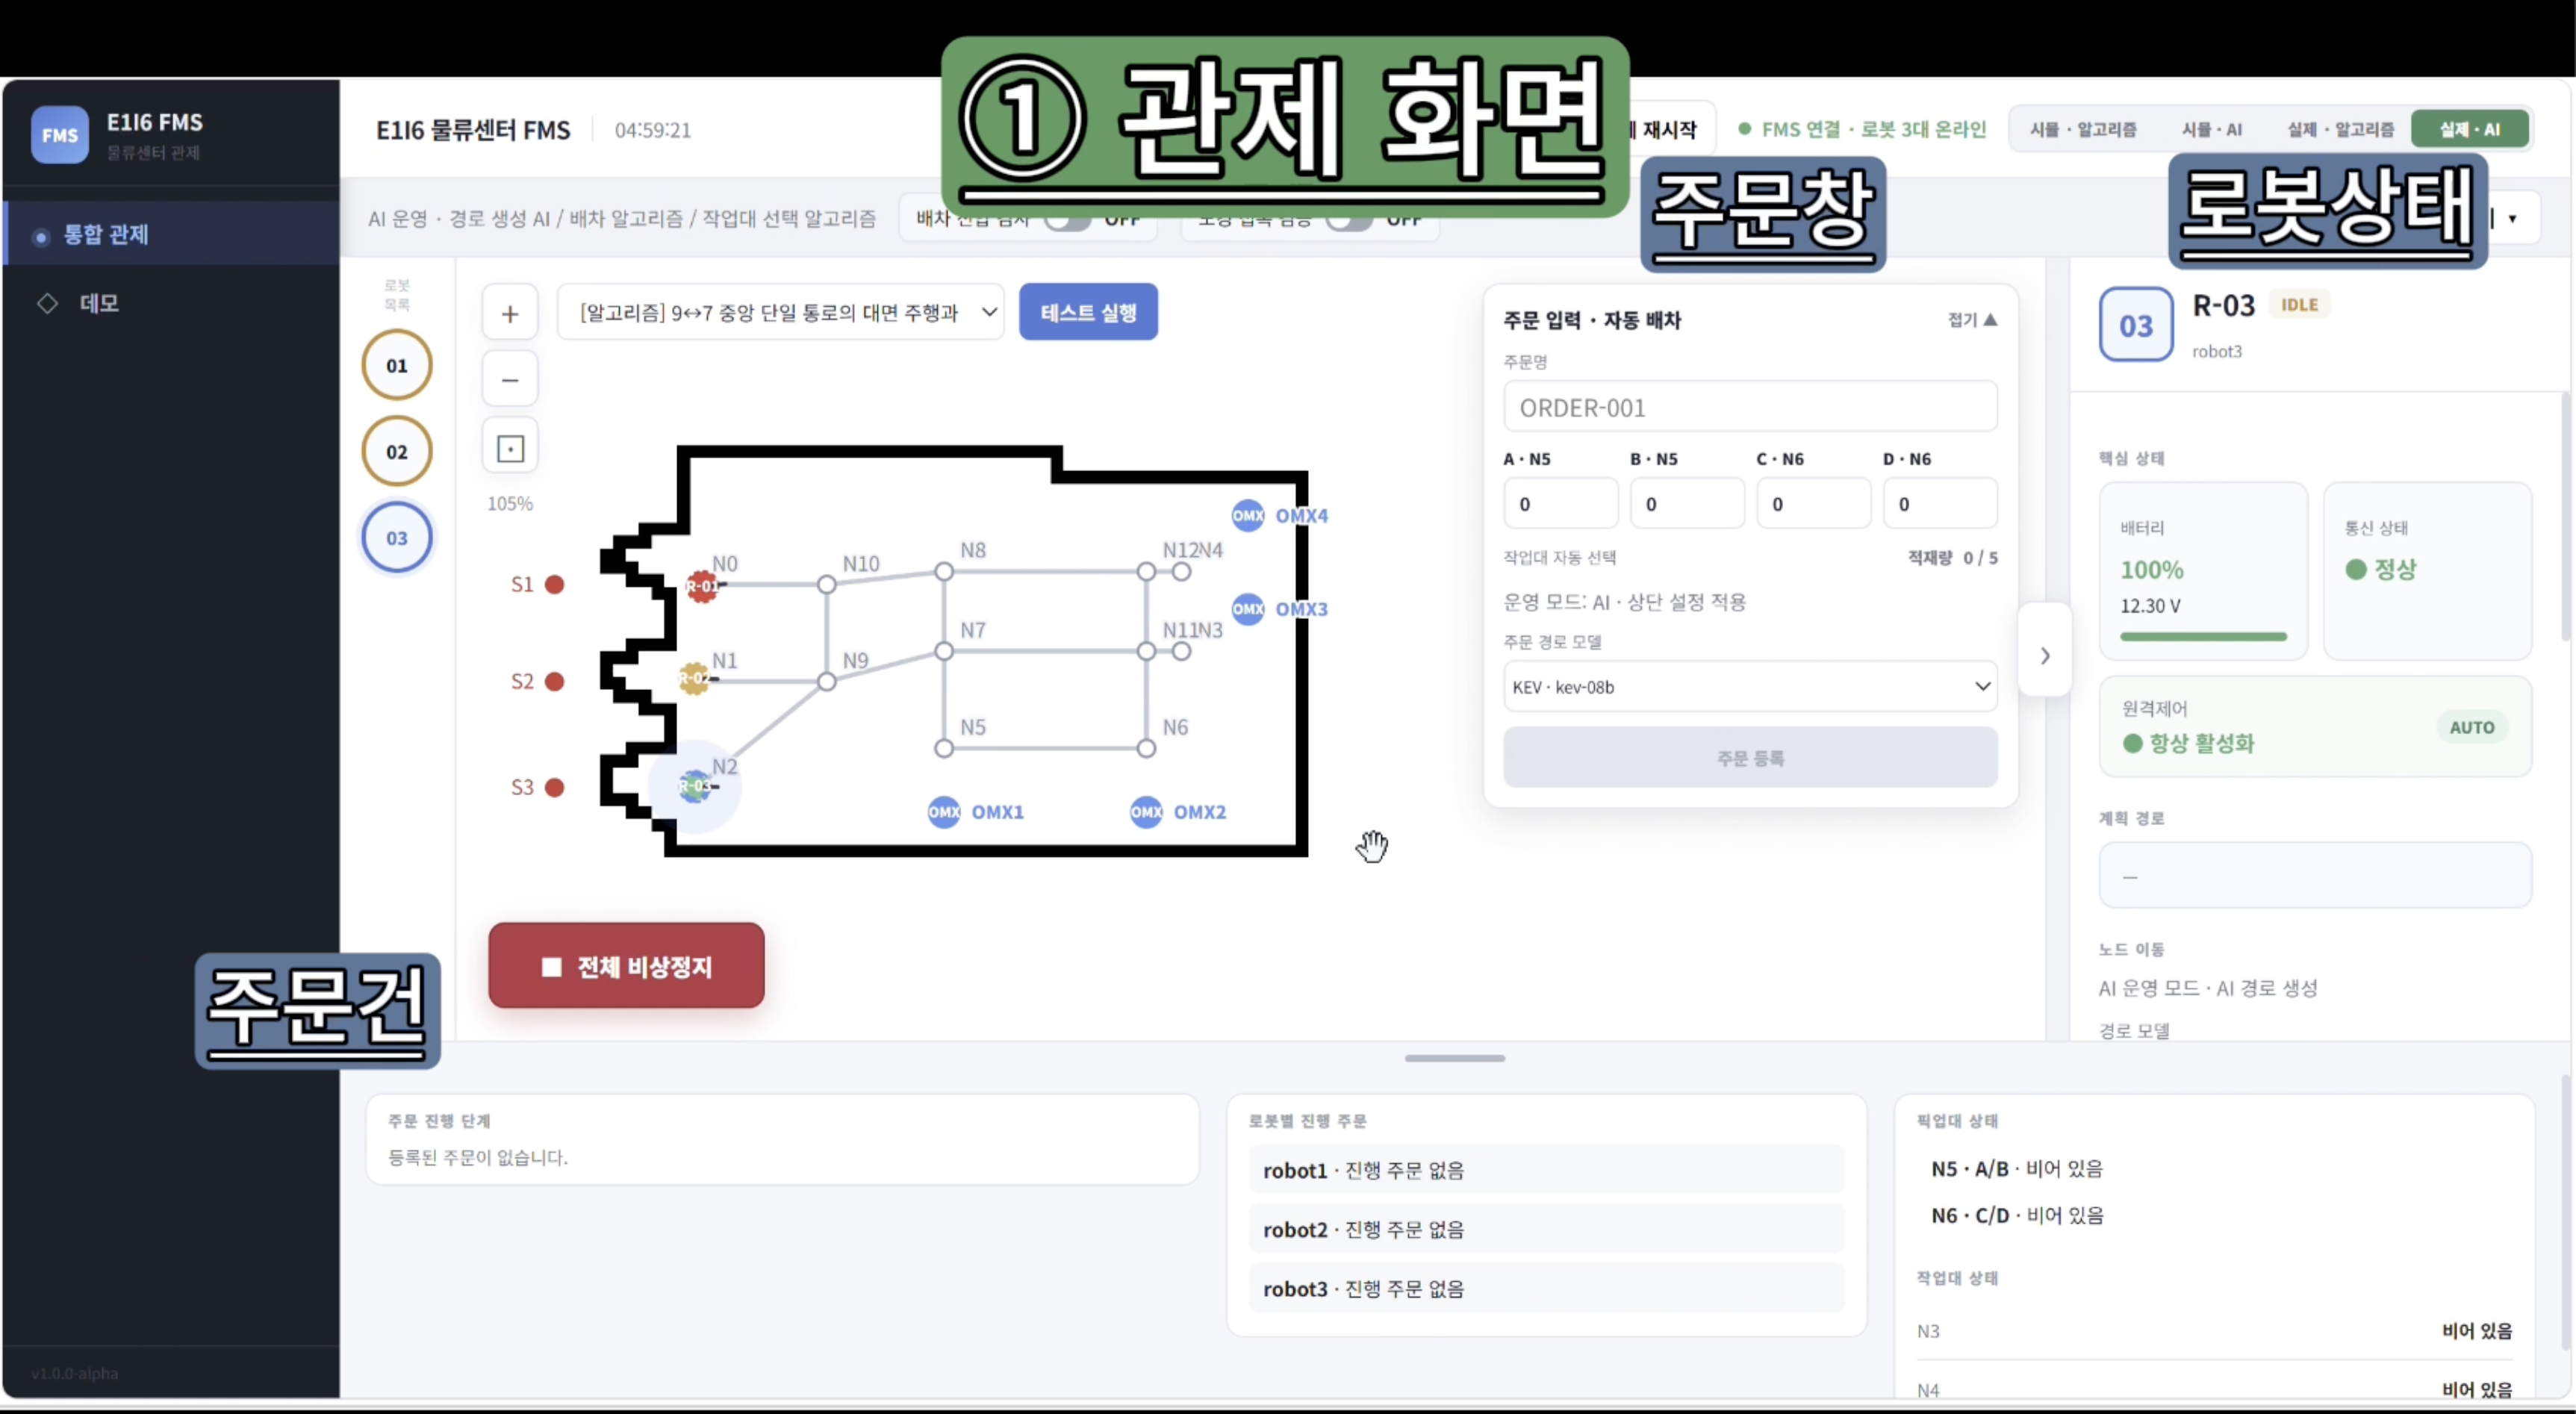 ① 관제 화면
FMS
E1I6 FMS
물류센터 관제
통합 관제
데모
v1.0.0-alpha
E1I6 물류센터 FMS
04:59:21
재시작
FMS 연결 · 로봇 3대 온라인
시뮬 · 알고리즘
시뮬 · AI
실제 · 알고리즘
실제 · AI
AI 운영 · 경로 생성 AI / 배차 알고리즘 / 작업대 선택 알고리즘
배차
OFF
OFF
주문창
로봇상태
로봇
목록
01
02
03
+
−
105%
[알고리즘] 9↔7 중앙 단일 통로의 대면 주행과
테스트 실행
S1
S2
S3
N0
N10
N8
N12
N4
R-01
N1
N9
N7
N11
N3
R-02
N2
N5
N6
R-03
OMX OMX4
OMX OMX3
OMX OMX1
OMX OMX2
전체 비상정지
주문건
주문 입력 · 자동 배차
접기 ▲
주문명
ORDER-001
A · N5
B · N5
C · N6
D · N6
0
0
0
0
작업대 자동 선택
적재량 0 / 5
운영 모드: AI · 상단 설정 적용
주문 경로 모델
KEV · kev-08b
주문 등록
03
R-03
IDLE
robot3
핵심 상태
배터리
100%
12.30 V
통신 상태
정상
원격제어
항상 활성화
AUTO
계획 경로
—
노드 이동
AI 운영 모드 · AI 경로 생성
경로 모델
주문 진행 단계
등록된 주문이 없습니다.
로봇별 진행 주문
robot1 · 진행 주문 없음
robot2 · 진행 주문 없음
robot3 · 진행 주문 없음
픽업대 상태
N5 · A/B · 비어 있음
N6 · C/D · 비어 있음
작업대 상태
N3 비어 있음
N4 비어 있음